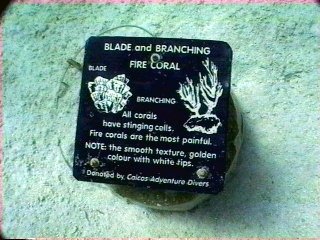 BLADE and BRANCHING
FIRE CORAL
BLADE
BRANCHING
All corals
have stinging cells.
Fire corals are the most painful.
NOTE: the smooth texture, golden
colour with white tips.
Donated by Caicos Adventure Divers